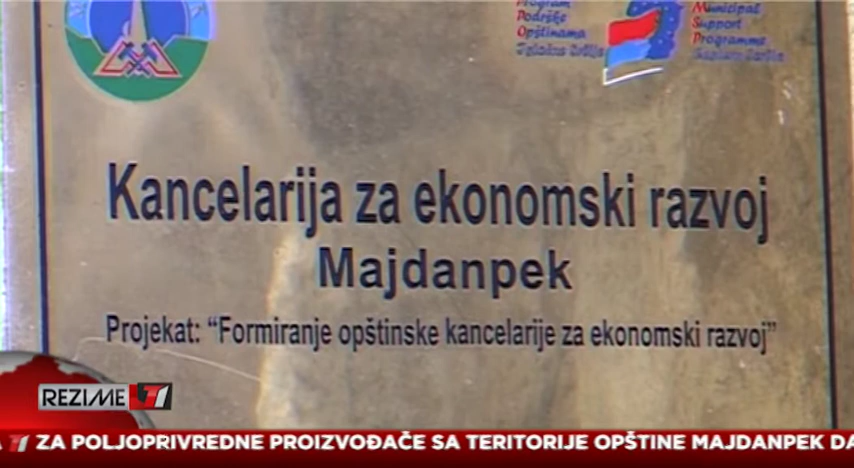 Program
Podrške
Opštinama
Municipal
Support
Programme
Kancelarija za ekonomski razvoj
Majdanpek
Projekat: “Formiranje opštinske kancelarije za ekonomski razvoj”
REZIME T1
ZA POLJOPRIVREDNE PROIZVOĐAČE SA TERITORIJE OPŠTINE MAJDANPEK DA